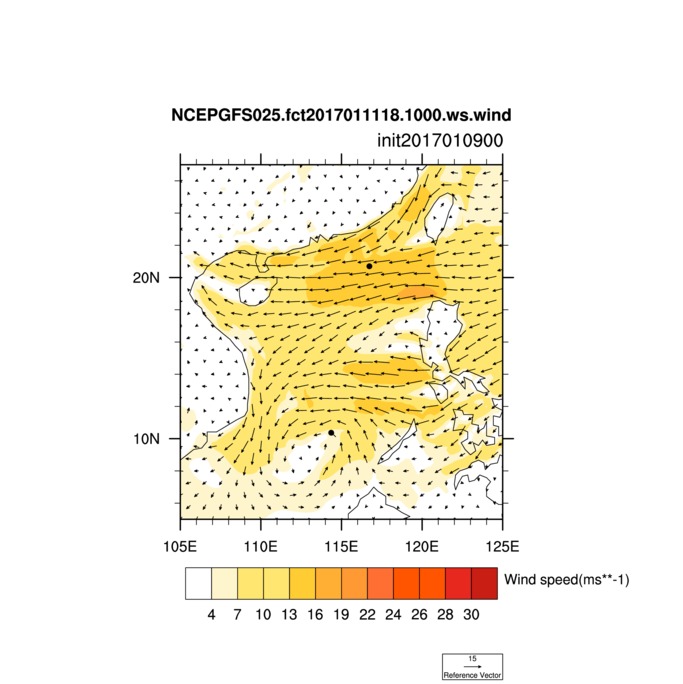 NCEPGFS025.fct2017011118.1000.ws.wind
init2017010900
20N
10N
105E 110E 115E 120E 125E
Wind speed(ms**-1)
4 7 10 13 16 19 22 24 26 28 30
15
Reference Vector